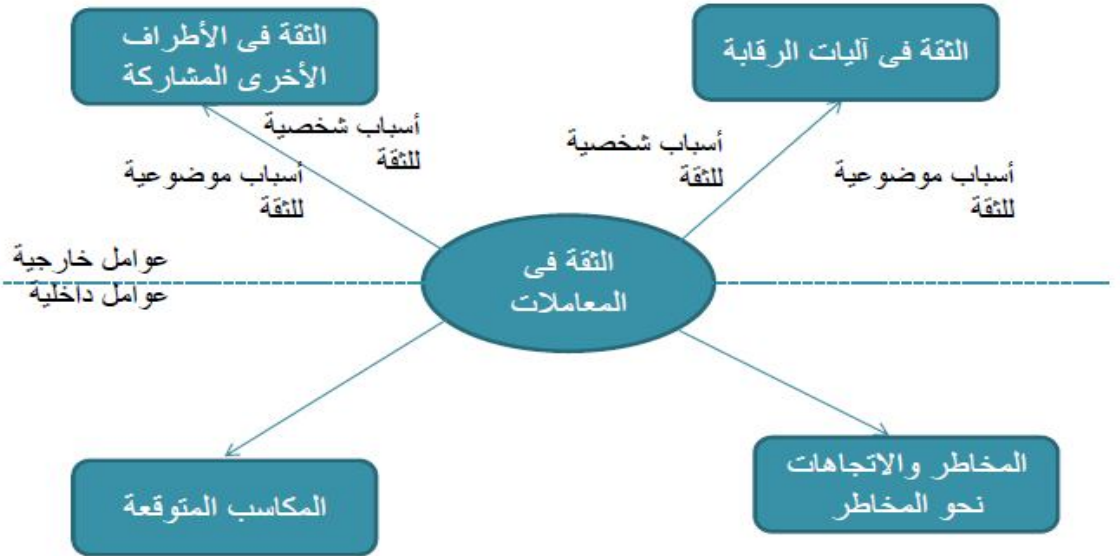 الثقة فى آليات الرقابة
الثقة فى الأطراف
الأخرى المشاركة
أسباب شخصية
للثقة
أسباب موضوعية
للثقة
أسباب شخصية
للثقة
أسباب موضوعية
للثقة
عوامل خارجية
عوامل داخلية
الثقة فى
المعاملات
المخاطر والاتجاهات
نحو المخاطر
المكاسب المتوقعة